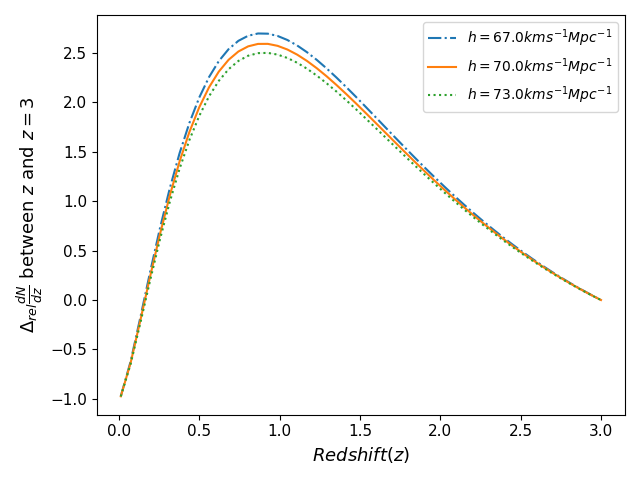 h = 67.0kms⁻¹Mpc⁻¹
h = 70.0kms⁻¹Mpc⁻¹
h = 73.0kms⁻¹Mpc⁻¹
Δ_rel dN/dz between z and z = 3
2.5
2.0
1.5
1.0
0.5
0.0
−0.5
−1.0
0.0 0.5 1.0 1.5 2.0 2.5 3.0
Redshift(z)